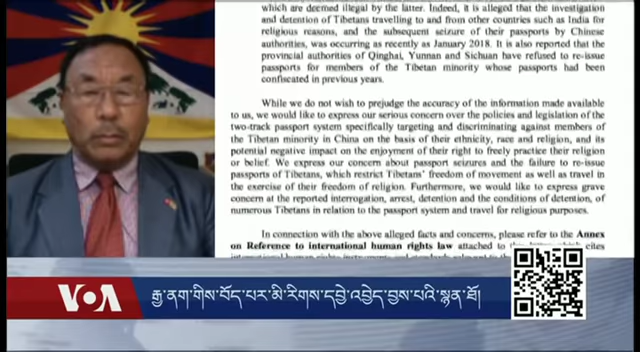 which are deemed illegal by the latter. Indeed, it is alleged that the investigation
and detention of Tibetans travelling to and from other countries such as India for
religious reasons, and the subsequent seizure of their passports by Chinese
authorities, was occurring as recently as January 2018. It is also reported that the
provincial authorities of Qinghai, Yunnan and Sichuan have refused to re-issue
passports for members of the Tibetan minority whose passports had been
confiscated in previous years.
While we do not wish to prejudge the accuracy of the information made available
to us, we would like to express our serious concern over the policies and legislation of the
two-track passport system specifically targeting and discriminating against members of
the Tibetan minority in China on the basis of their ethnicity, race and religion, and its
potential negative impact on the enjoyment of their right to freely practice their religion
or belief. We express our concern about passport seizures and the failure to re-issue
passports of Tibetans, which restrict Tibetans' freedom of movement as well as travel in
the exercise of their freedom of religion. Furthermore, we would like to express grave
concern at the reported interrogation, arrest, detention and the conditions of detention, of
numerous Tibetans in relation to the passport system and travel for religious purposes.
In connection with the above alleged facts and concerns, please refer to the Annex
on Reference to international human rights law attached to cites
VOA
རྒྱ་ནག་གིས་བོད་པར་མི་རིགས་དབྱེ་འབྱེད་བྱས་པའི་སྙན་ཐོ།